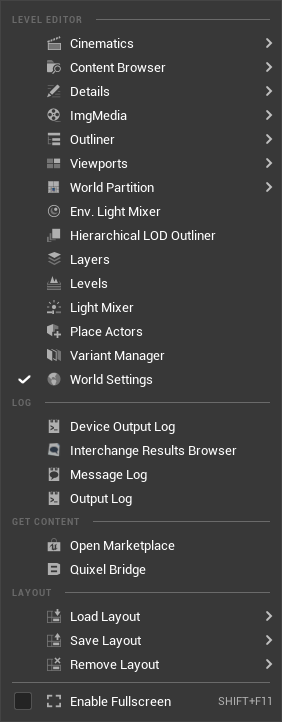 LEVEL EDITOR
Cinematics
Content Browser
Details
ImgMedia
Outliner
Viewports
World Partition
Env. Light Mixer
Hierarchical LOD Outliner
Layers
Levels
Light Mixer
Place Actors
Variant Manager
World Settings
LOG
Device Output Log
Interchange Results Browser
Message Log
Output Log
GET CONTENT
Open Marketplace
Quixel Bridge
LAYOUT
Load Layout
Save Layout
Remove Layout
Enable Fullscreen SHIFT+F11